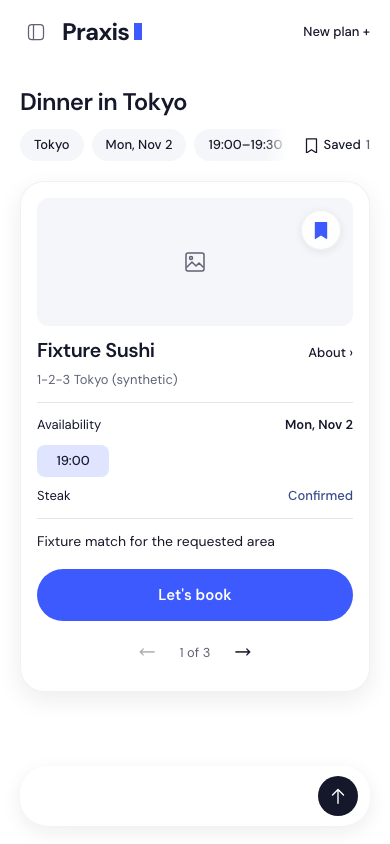 Praxis
New plan +
Dinner in Tokyo
Tokyo
Mon, Nov 2
19:00–19:30
Saved 1
Fixture Sushi
About ›
1-2-3 Tokyo (synthetic)
Availability
Mon, Nov 2
19:00
Steak
Confirmed
Fixture match for the requested area
Let's book
← 1 of 3 →